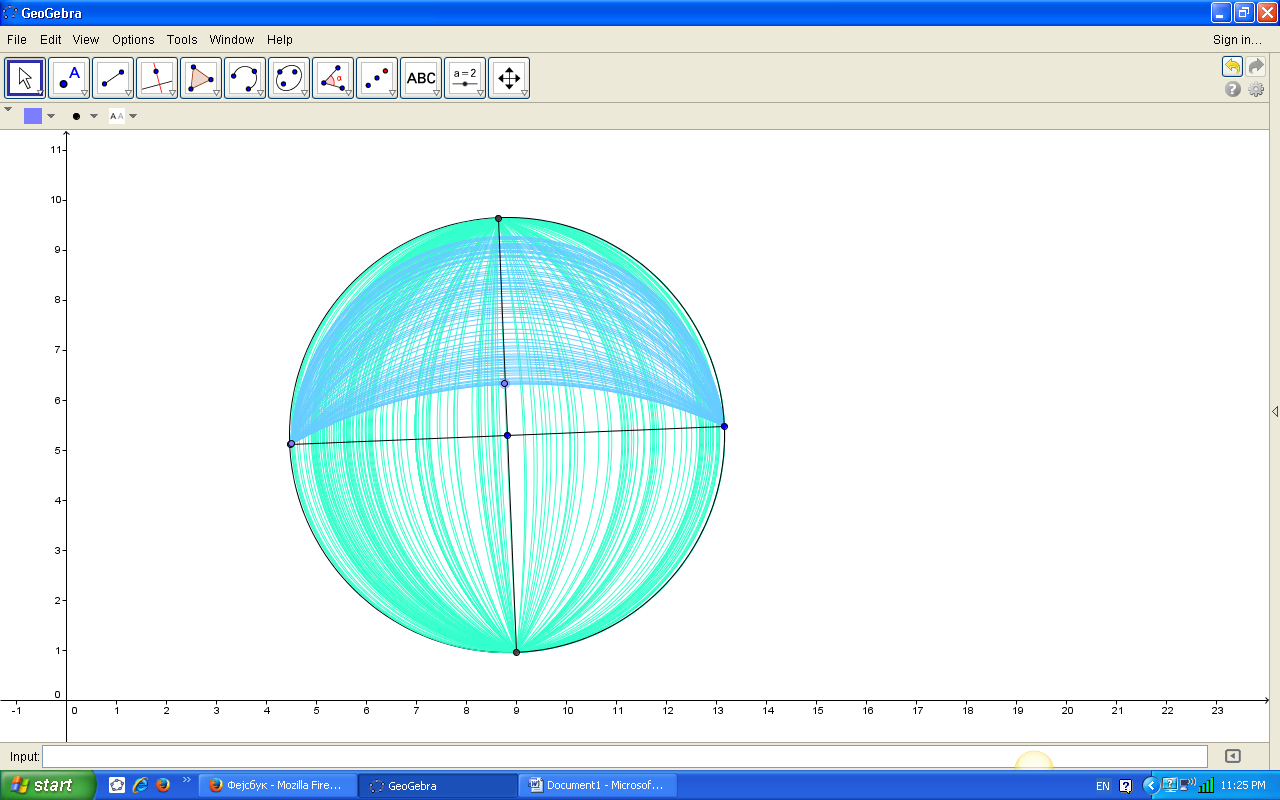 GeoGebra
File Edit View Options Tools Window Help Sign in...
A ABC a = 2 α
A A
11
10
9
8
7
6
5
4
3
2
1
0
-1 0 1 2 3 4 5 6 7 8 9 10 11 12 13 14 15 16 17 18 19 20 21 22 23
Input:
start Фејсбук - Mozilla Fire... GeoGebra Document1 - Microsof... EN 11:25 PM